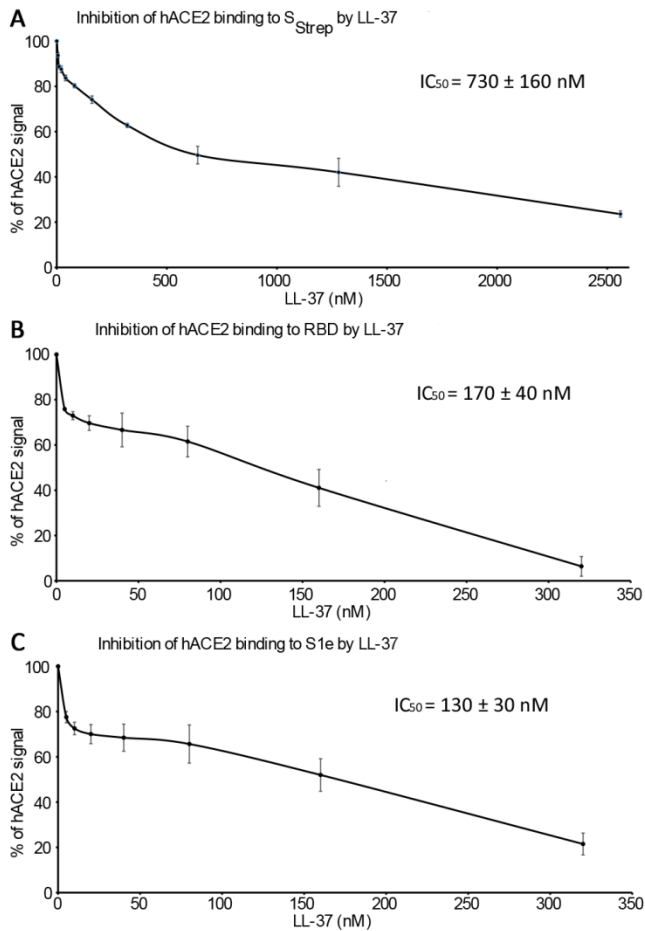 A
Inhibition of hACE2 binding to S Strep by LL-37
IC50 = 730 ± 160 nM
% of hACE2 signal
100
80
60
40
20
0
0 500 1000 1500 2000 2500
LL-37 (nM)
B
Inhibition of hACE2 binding to RBD by LL-37
IC50 = 170 ± 40 nM
% of hACE2 signal
100
80
60
40
20
0
0 50 100 150 200 250 300 350
LL-37 (nM)
C
Inhibition of hACE2 binding to S1e by LL-37
IC50 = 130 ± 30 nM
% of hACE2 signal
100
80
60
40
20
0
0 50 100 150 200 250 300 350
LL-37 (nM)